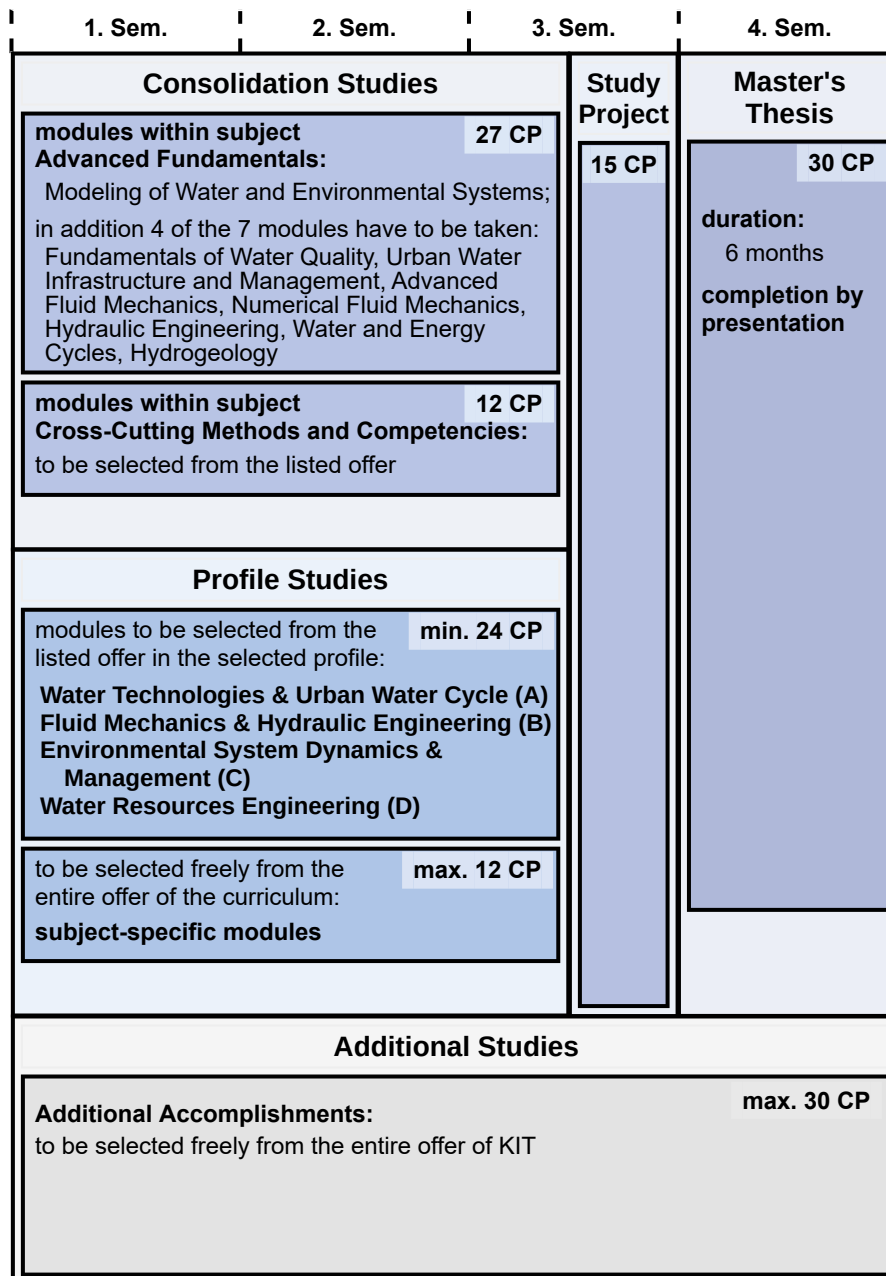 1. Sem. 2. Sem. 3. Sem. 4. Sem.
Consolidation Studies
modules within subject 27 CP
Advanced Fundamentals:
Modeling of Water and Environmental Systems;
in addition 4 of the 7 modules have to be taken:
Fundamentals of Water Quality, Urban Water
Infrastructure and Management, Advanced
Fluid Mechanics, Numerical Fluid Mechanics,
Hydraulic Engineering, Water and Energy
Cycles, Hydrogeology
modules within subject 12 CP
Cross-Cutting Methods and Competencies:
to be selected from the listed offer
Profile Studies
modules to be selected from the min. 24 CP
listed offer in the selected profile:
Water Technologies & Urban Water Cycle (A)
Fluid Mechanics & Hydraulic Engineering (B)
Environmental System Dynamics &
Management (C)
Water Resources Engineering (D)
to be selected freely from the max. 12 CP
entire offer of the curriculum:
subject-specific modules
Study
Project
15 CP
Master's
Thesis
30 CP
duration:
6 months
completion by
presentation
Additional Studies
max. 30 CP
Additional Accomplishments:
to be selected freely from the entire offer of KIT